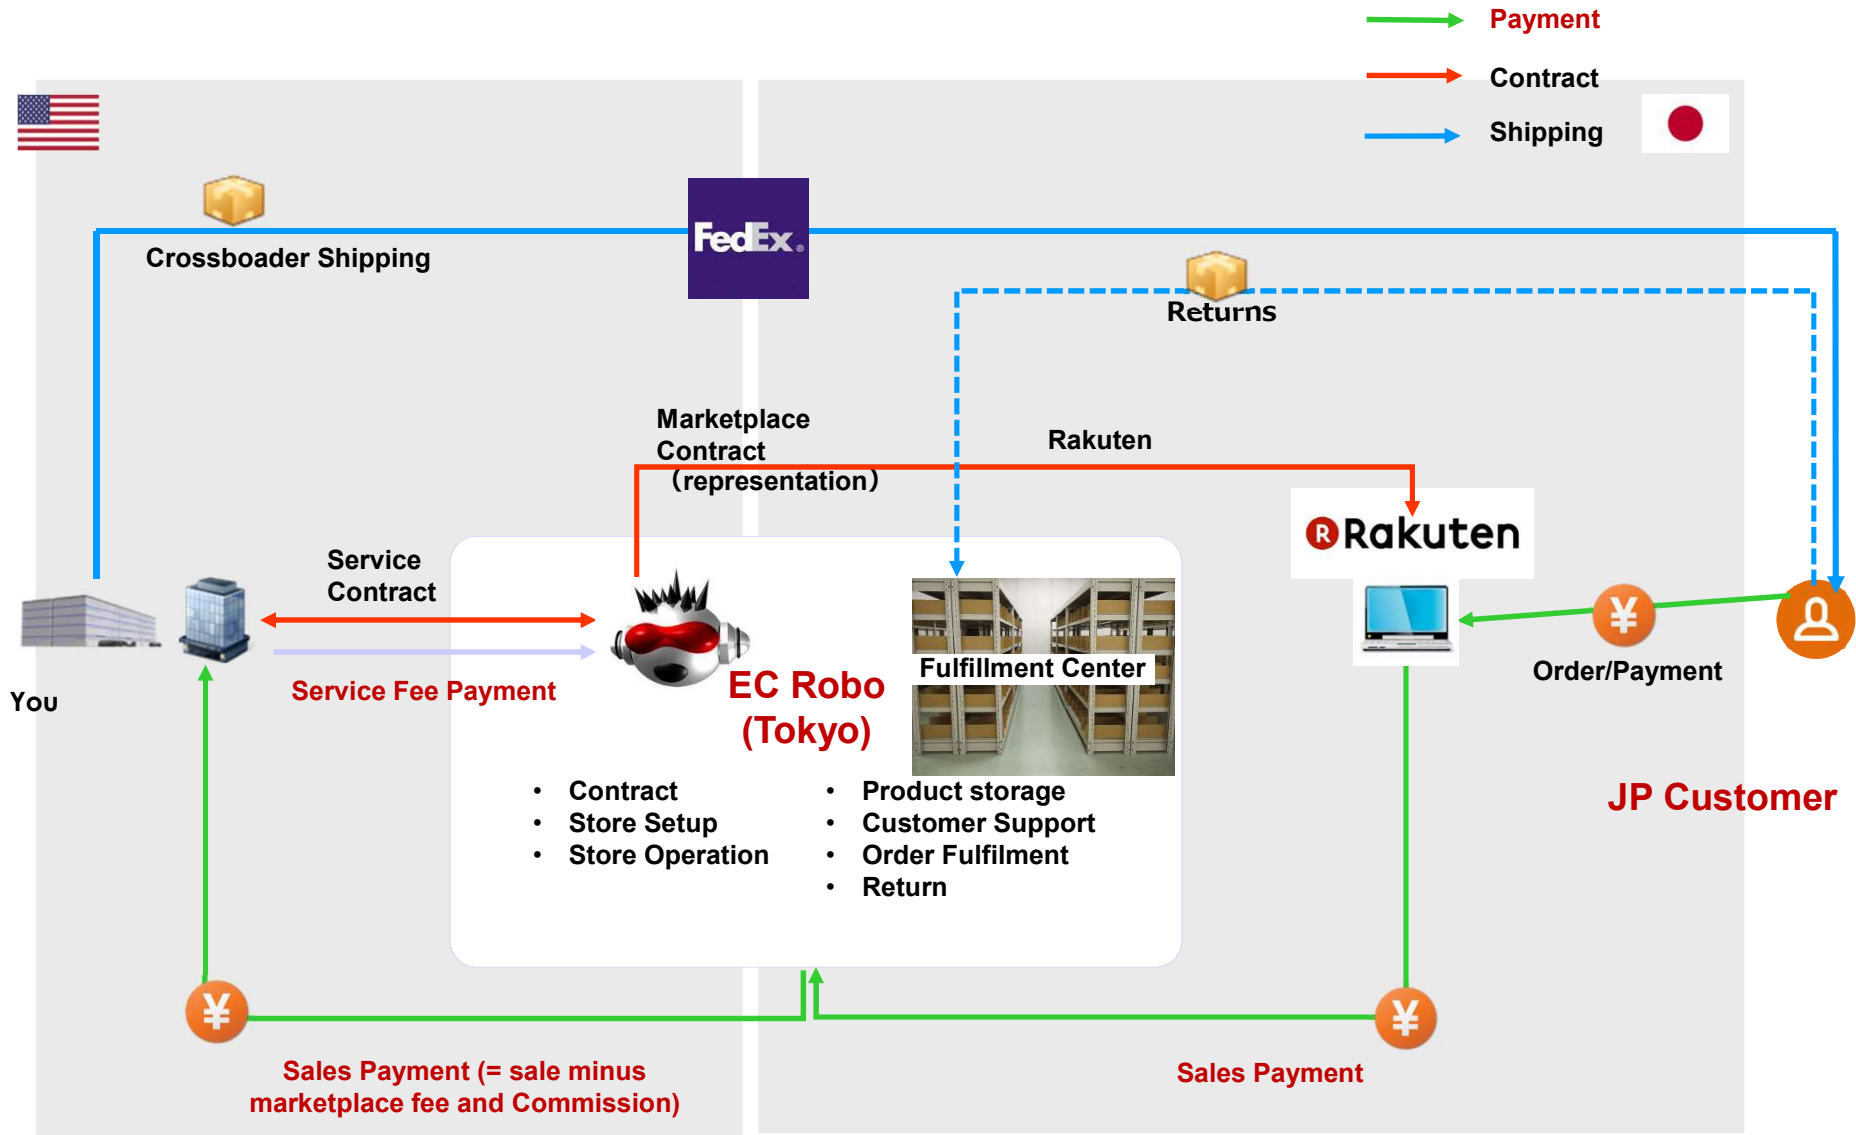 Payment
Contract
Shipping
FedEx®
Crossboader Shipping
Returns
Marketplace
Contract
（representation）
Rakuten
R Rakuten
Service
Contract
Service Fee Payment
You
EC Robo
(Tokyo)
Fulfillment Center
¥
Order/Payment
JP Customer
• Contract
• Store Setup
• Store Operation
• Product storage
• Customer Support
• Order Fulfilment
• Return
¥
¥
Sales Payment (= sale minus
marketplace fee and Commission)
Sales Payment